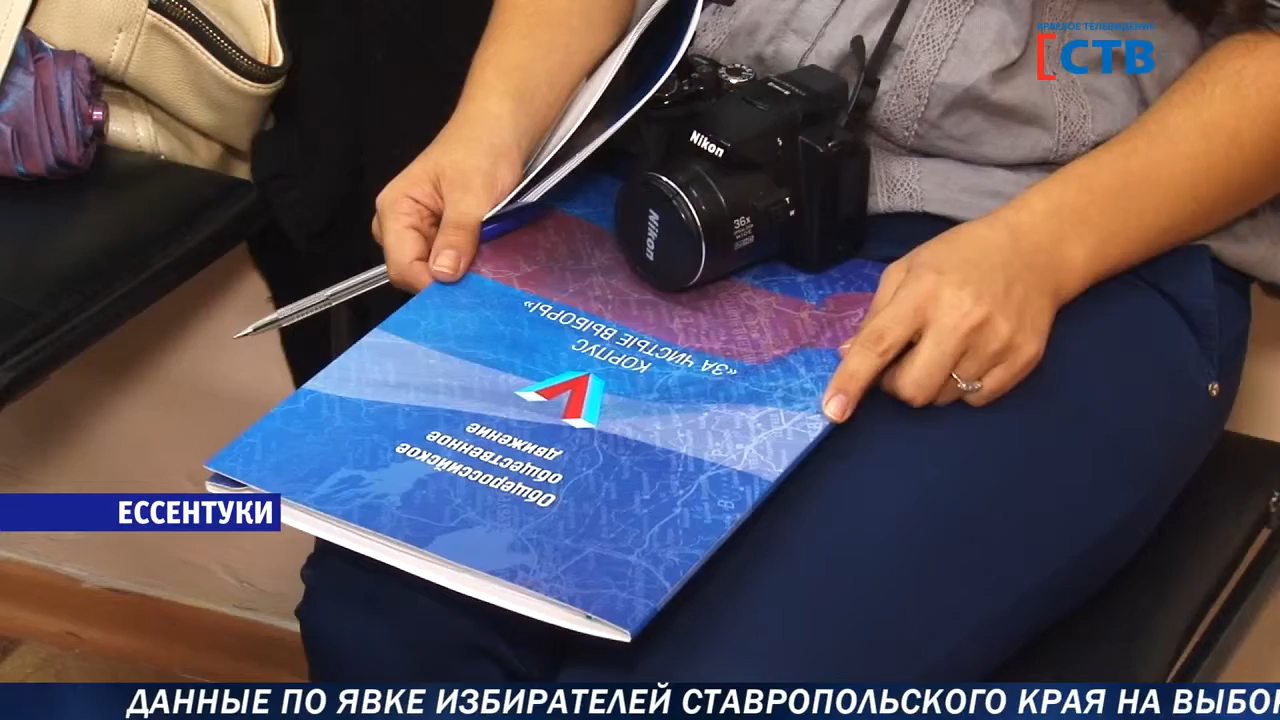 КРАЕВОЕ ТЕЛЕВИДЕНИЕ
СТВ
Nikon
Nikon
36x
Общероссийское
общественное
движение
КОРПУС
«ЗА ЧИСТЫЕ ВЫБОРЫ»
ЕССЕНТУКИ
ДАННЫЕ ПО ЯВКЕ ИЗБИРАТЕЛЕЙ СТАВРОПОЛЬСКОГО КРАЯ НА ВЫБОР